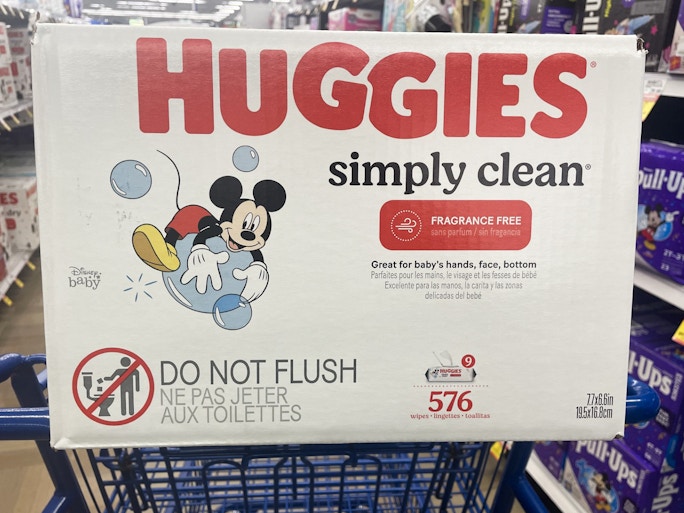 HUGGIES®
simply clean®
FRAGRANCE FREE
sans parfum / sin fragancia
Great for baby's hands, face, bottom
Parfaites pour les mains, le visage et les fesses de bébé
Excelente para las manos, la carita y las zonas
delicadas del bebé
Disney
baby
DO NOT FLUSH
NE PAS JETER
AUX TOILETTES
HUGGIES
9
576
wipes • lingettes • toallitas
7.7x6.6in
19.5x16.8cm
Pull-Ups
2T-3T
23
Pull-Ups
Pull-Ups